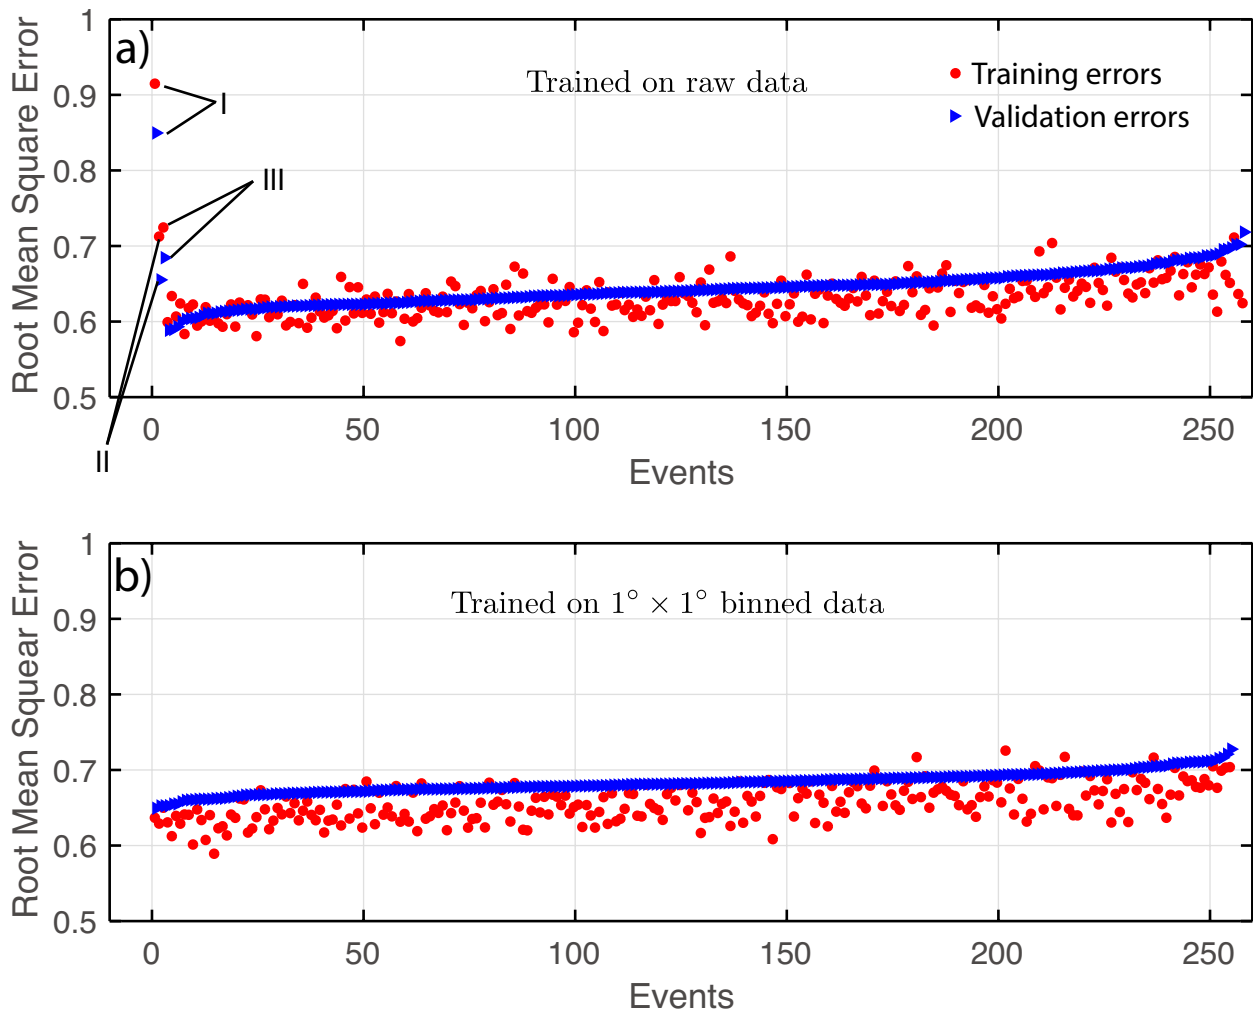 a)
Trained on raw data
Training errors
Validation errors
I
III
II
Root Mean Square Error
1
0.9
0.8
0.7
0.6
0.5
0 50 100 150 200 250
Events
b)
Trained on 1° × 1° binned data
Root Mean Squear Error
1
0.9
0.8
0.7
0.6
0.5
0 50 100 150 200 250
Events